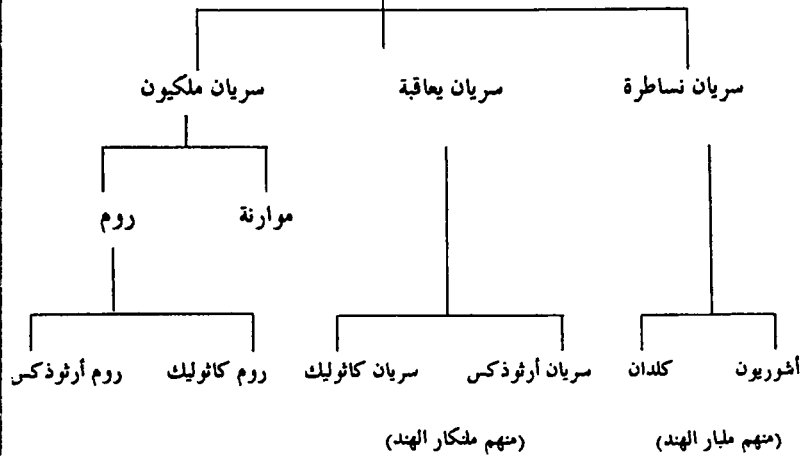 سريان نساطرة سريان يعاقبة سريان ملكيون
موارنة روم
أشوريون كلدان سريان أرثوذكس سريان كاثوليك روم كاثوليك روم أرثوذكس
(منهم ملبار الهند) (منهم ملنكار الهند)